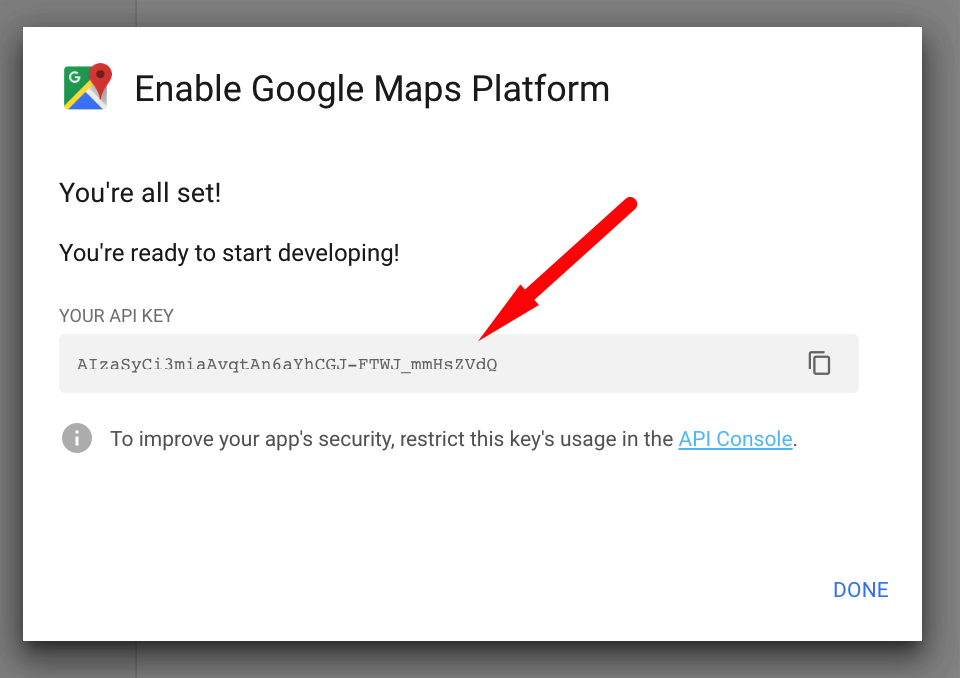 Enable Google Maps Platform
You're all set!
You're ready to start developing!
YOUR API KEY
AIzaSyCi3miaAvqtAn6aYhCGJ-FTWJ_mmHsZVdQ
To improve your app's security, restrict this key's usage in the API Console.
DONE